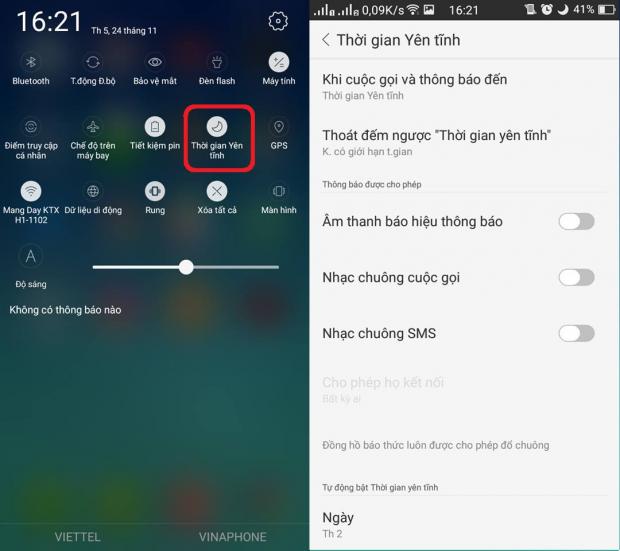 16:21
Th 5, 24 tháng 11
Bluetooth
T.động Đ.bộ
Bảo vệ mắt
Đèn flash
Máy tính
Điểm truy cập
cá nhân
Chế độ trên
máy bay
Tiết kiệm pin
Thời gian Yên
tĩnh
GPS
Mang Day KTX
H1-1102
Dữ liệu di động
Rung
Xóa tất cả
Màn hình
A
Độ sáng
Không có thông báo nào
VIETTEL
VINAPHONE
0,09K/s
16:21
41%
Thời gian Yên tĩnh
Khi cuộc gọi và thông báo đến
Thời gian Yên tĩnh
Thoát đếm ngược "Thời gian yên tĩnh"
K. có giới hạn t.gian
Thông báo được cho phép
Âm thanh báo hiệu thông báo
Nhạc chuông cuộc gọi
Nhạc chuông SMS
Cho phép họ kết nối
Bất kỳ ai
Đồng hồ báo thức luôn được cho phép đổ chuông
Tự động bật Thời gian yên tĩnh
Ngày
Th 2